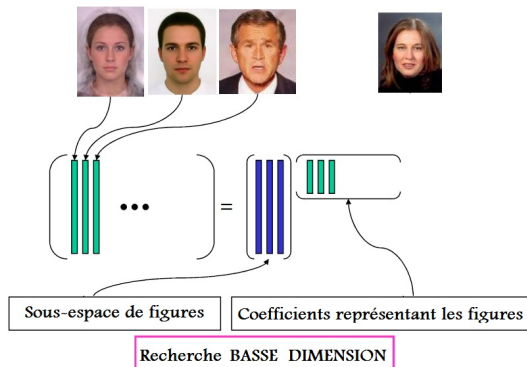 =
Sous-espace de figures
Coefficients représentant les figures
Recherche BASSE DIMENSION